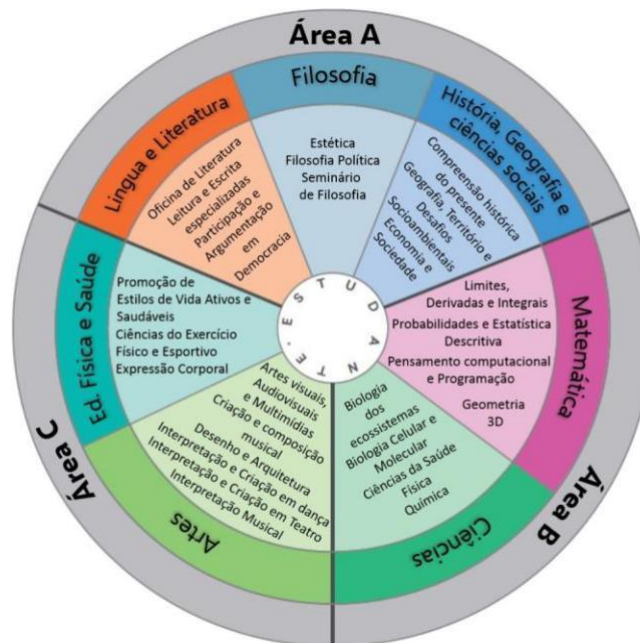 Área A
Filosofia
Estética
Filosofia Política
Seminário
de Filosofia
História, Geografia e
ciências sociais
Compreensão histórica
do presente
Geografia, Território e
Desafios
Socioambientais
Economia e
Sociedade
Matemática
Limites,
Derivadas e Integrais
Probabilidades e Estatística
Descritiva
Pensamento computacional
e Programação
Geometria
3D
Área B
Ciências
Biologia
dos
ecossistemas
Biologia Celular e
Molecular
Ciências da Saúde
Física
Química
Artes
Artes visuais,
Audiovisuais
e Multimídias
Criação e composição
musical
Desenho e Arquitetura
Interpretação e Criação em dança
Interpretação e Criação em Teatro
Interpretação Musical
Área C
Ed. Física e Saúde
Promoção de
Estilos de Vida Ativos e
Saudáveis
Ciências do Exercício
Físico e Esportivo
Expressão Corporal
Lingua e Literatura
Oficina de Literatura
Leitura e Escrita
especializadas
Participação e
Argumentação
em
Democracia
ESTUDANTE.